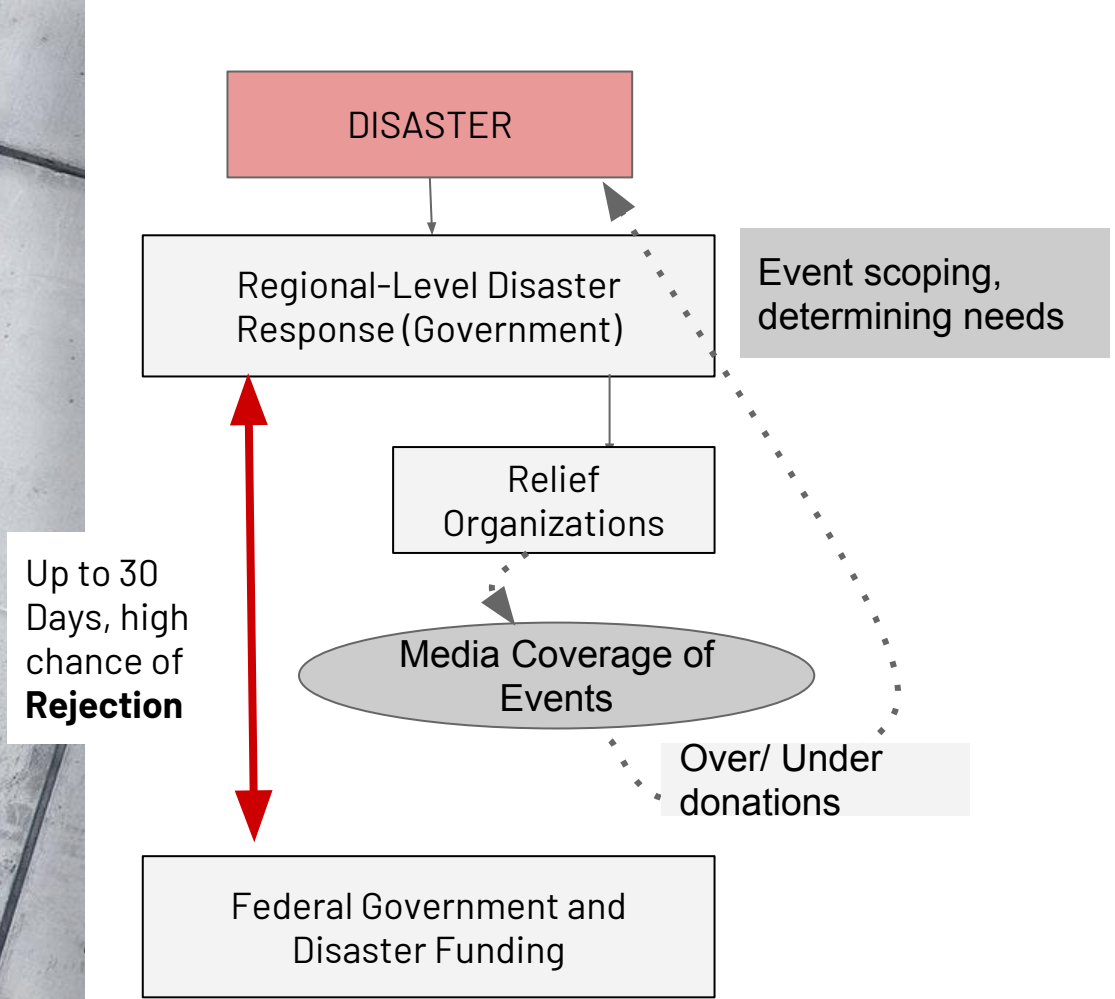 DISASTER
Regional-Level Disaster
Response (Government)
Event scoping,
determining needs
Relief
Organizations
Up to 30
Days, high
chance of
Rejection
Media Coverage of
Events
Over/ Under
donations
Federal Government and
Disaster Funding